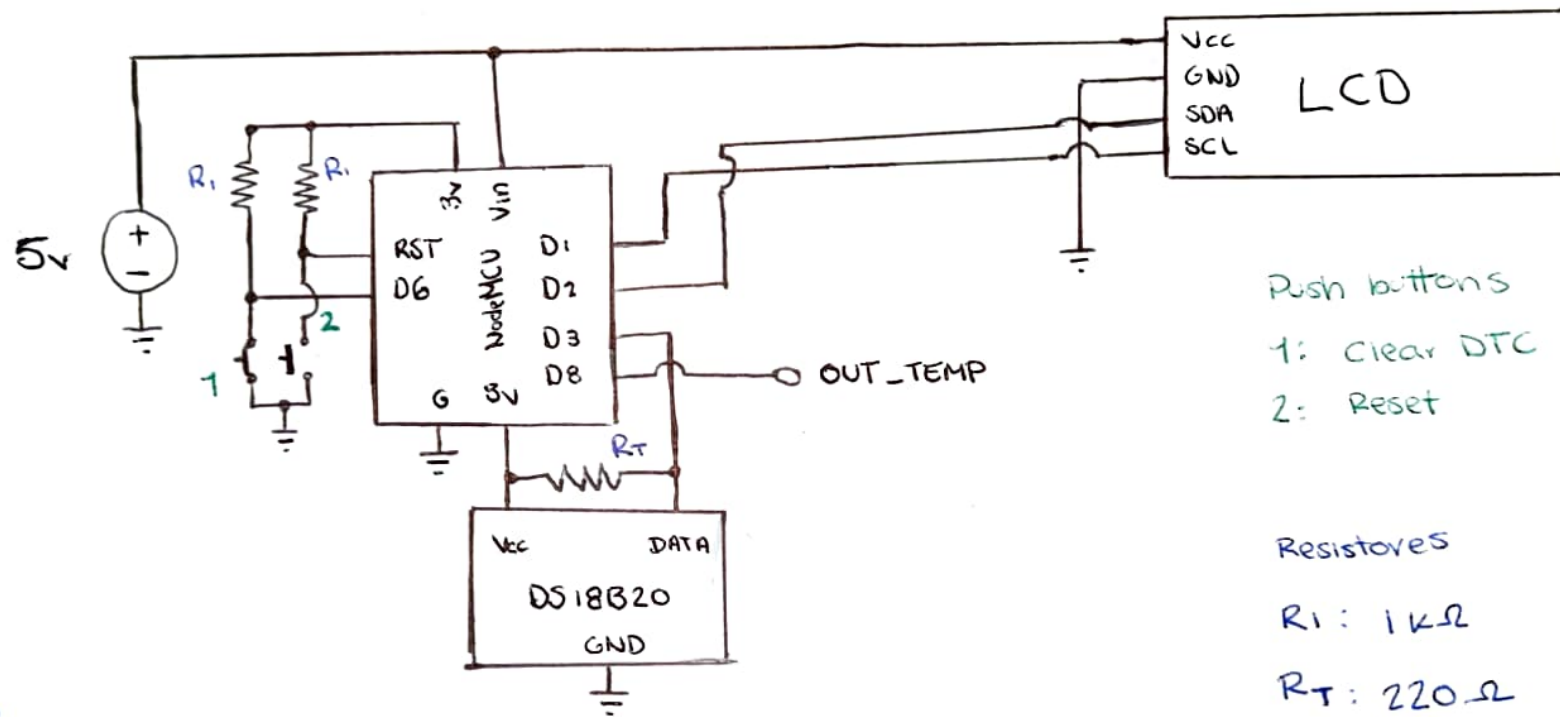 Vcc
GND
LCD
SDA
SCL
R1
R1
3v
Vin
5v
+
-
RST
D6
NodeMCU
D1
D2
D3
D8
OUT_TEMP
2
1
G
3v
RT
Push buttons
1: Clear DTC
2: Reset
Vcc
DATA
DS18B20
GND
Resistores
R1: 1kΩ
RT: 220Ω